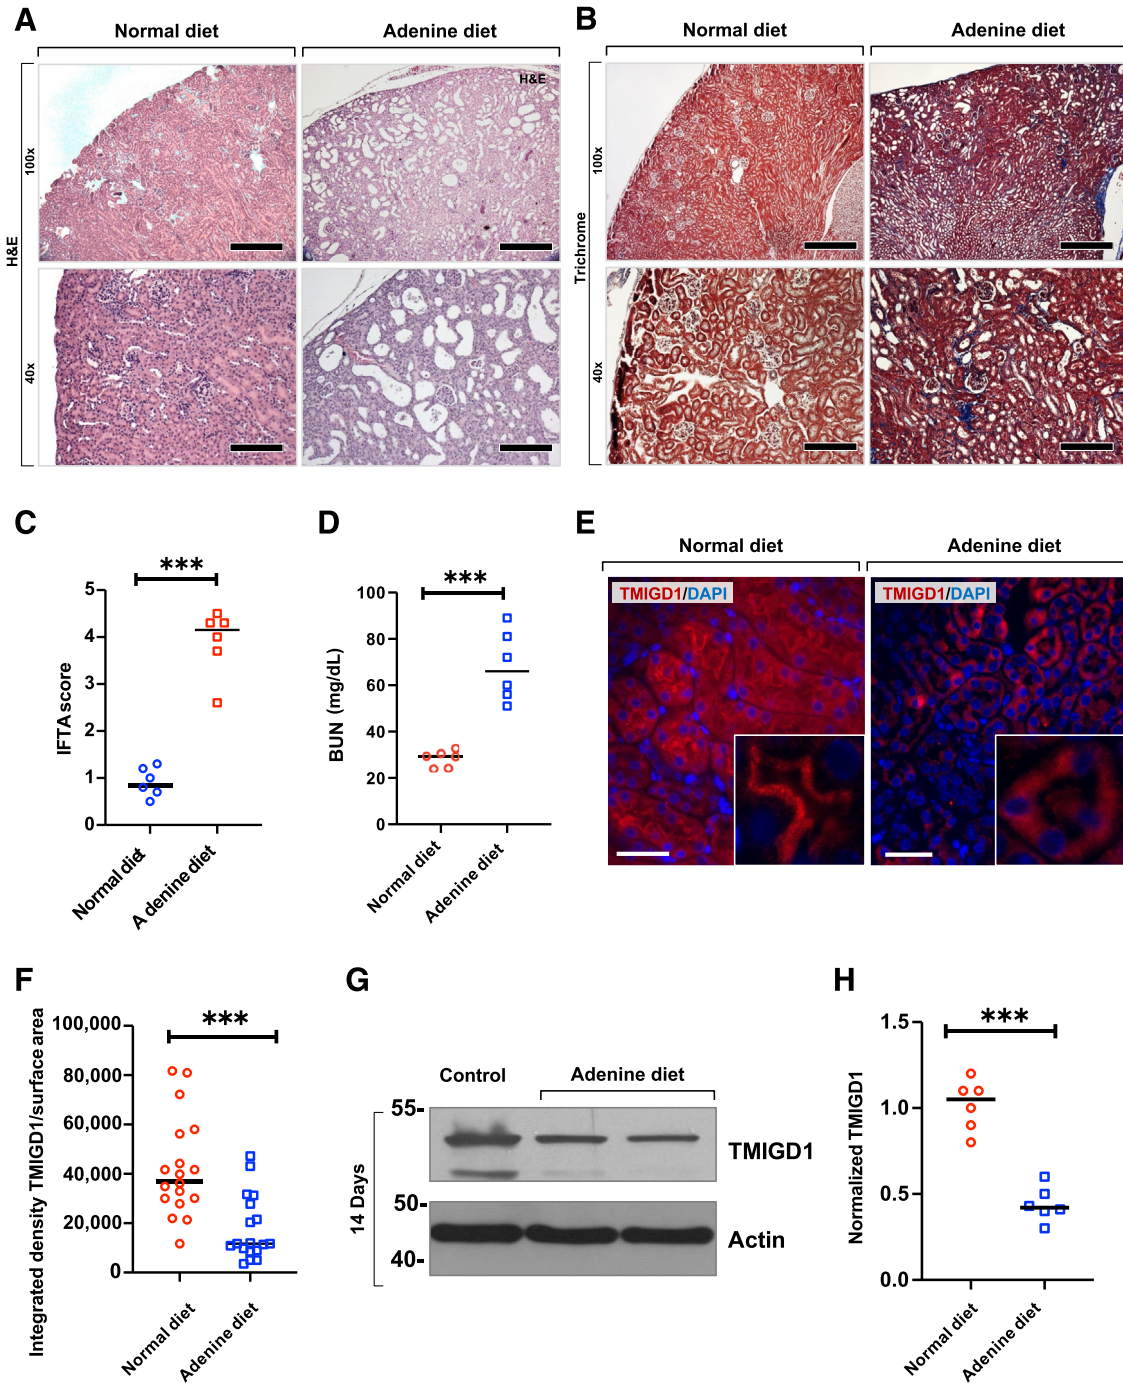 A
Normal diet
Adenine diet
H&E
100x
H&E
40x
B
Normal diet
Adenine diet
100x
Trichrome
40x
C
***
5
4
3
2
1
0
IFTA score
Normal diet
A denine diet
D
***
100
80
60
40
20
0
BUN (mg/dL)
Normal diet
Adenine diet
E
Normal diet
Adenine diet
TMIGD1/DAPI
TMIGD1/DAPI
F
***
100,000
80,000
60,000
40,000
20,000
0
Integrated density TMIGD1/surface area
Normal diet
Adenine diet
G
Control
Adenine diet
55-
TMIGD1
14 Days
50-
Actin
40-
H
***
1.5
1.0
0.5
0.0
Normalized TMIGD1
Normal diet
Adenine diet